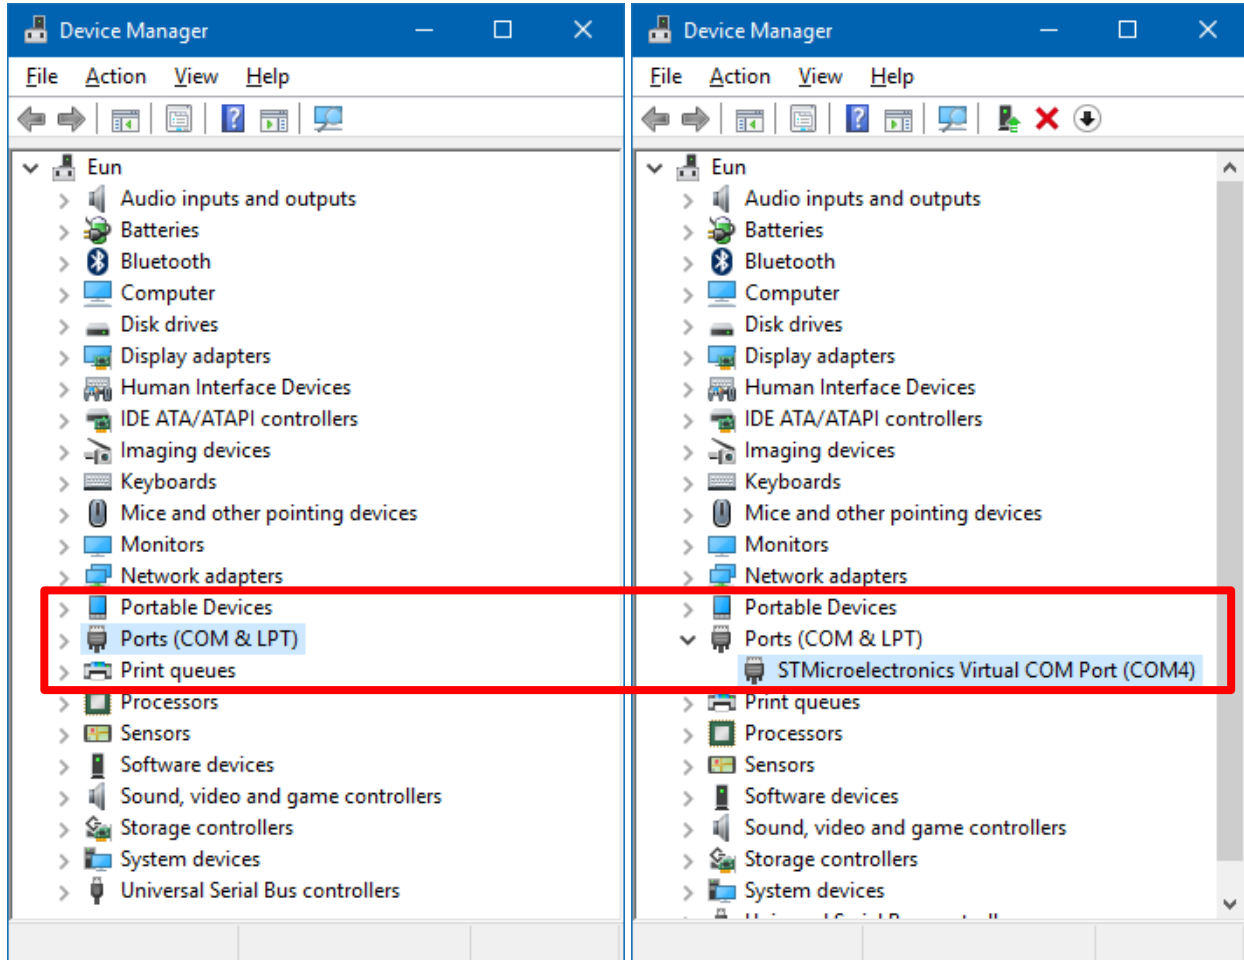 Device Manager
File Action View Help
Eun
Audio inputs and outputs
Batteries
Bluetooth
Computer
Disk drives
Display adapters
Human Interface Devices
IDE ATA/ATAPI controllers
Imaging devices
Keyboards
Mice and other pointing devices
Monitors
Network adapters
Portable Devices
Ports (COM & LPT)
Print queues
Processors
Sensors
Software devices
Sound, video and game controllers
Storage controllers
System devices
Universal Serial Bus controllers
Device Manager
File Action View Help
Eun
Audio inputs and outputs
Batteries
Bluetooth
Computer
Disk drives
Display adapters
Human Interface Devices
IDE ATA/ATAPI controllers
Imaging devices
Keyboards
Mice and other pointing devices
Monitors
Network adapters
Portable Devices
Ports (COM & LPT)
STMicroelectronics Virtual COM Port (COM4)
Print queues
Processors
Sensors
Software devices
Sound, video and game controllers
Storage controllers
System devices